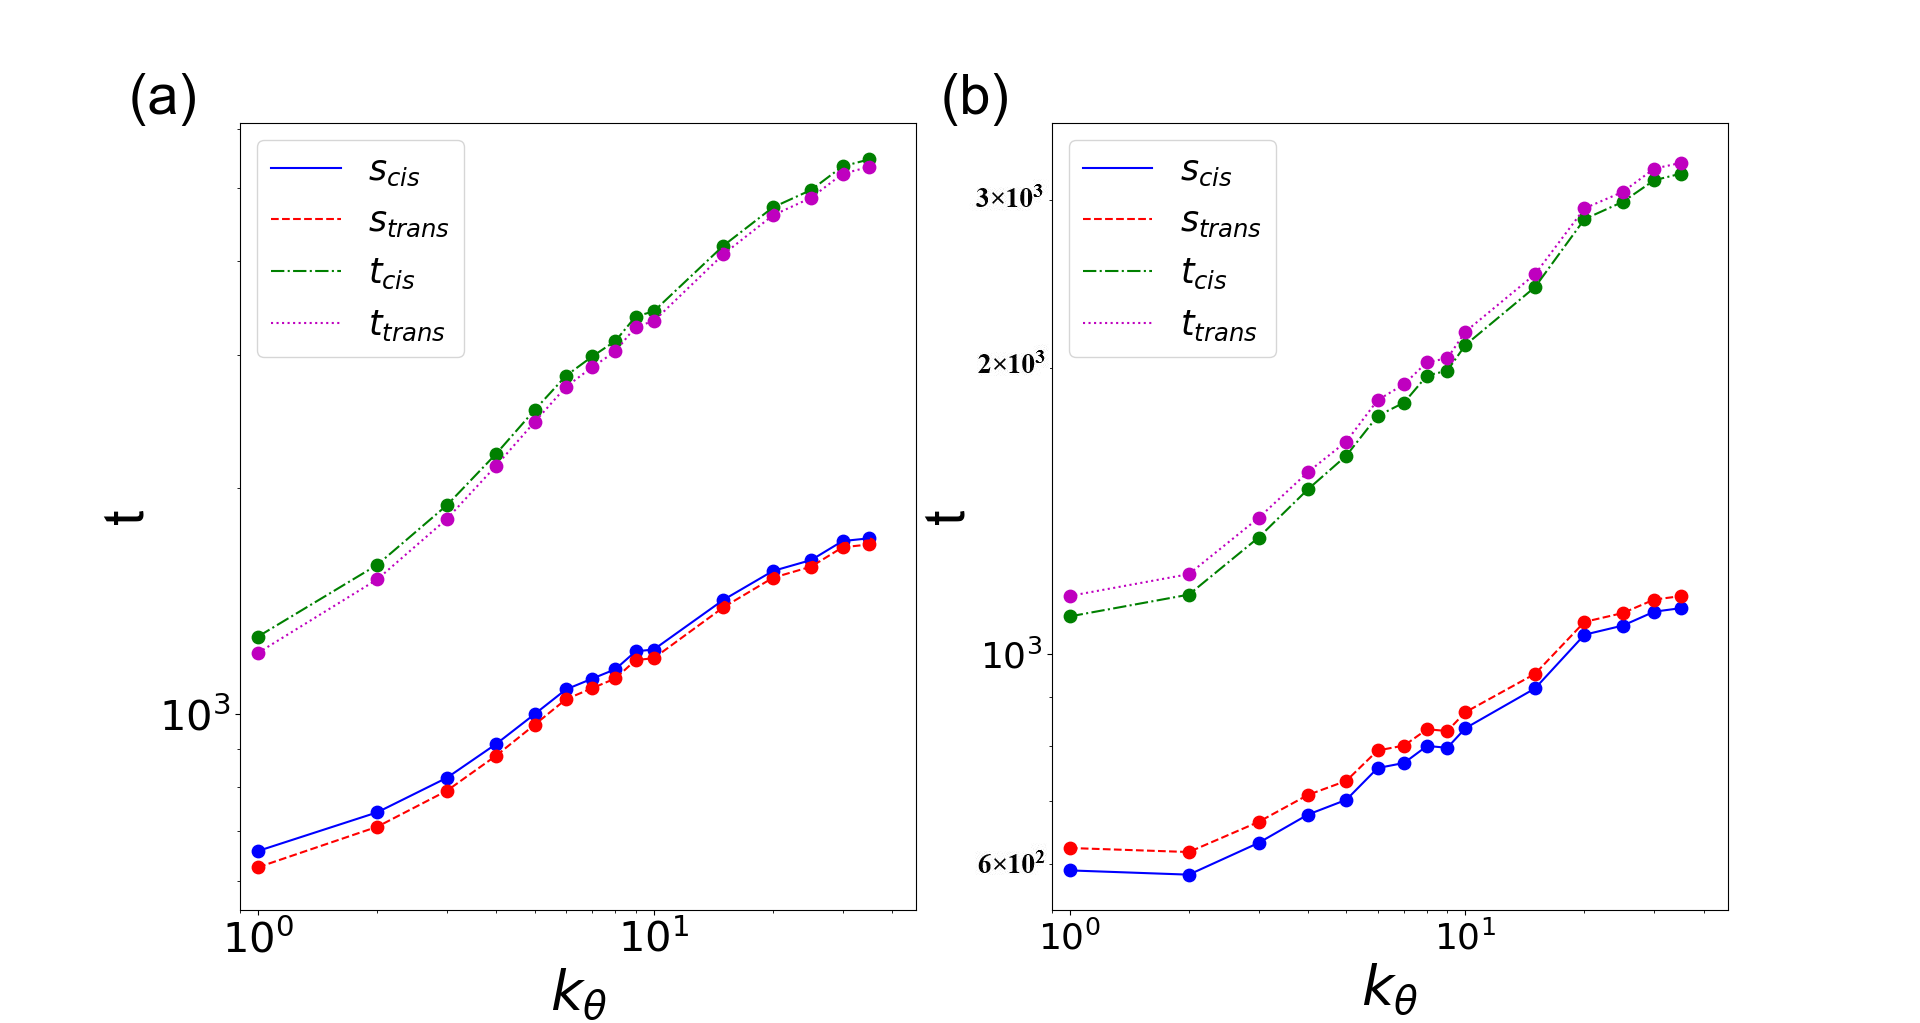 (a)
s_cis
s_trans
t_cis
t_trans
t
10³
10⁰
10¹
k_θ
(b)
s_cis
s_trans
t_cis
t_trans
t
3×10³
2×10³
10³
6×10²
10⁰
10¹
k_θ